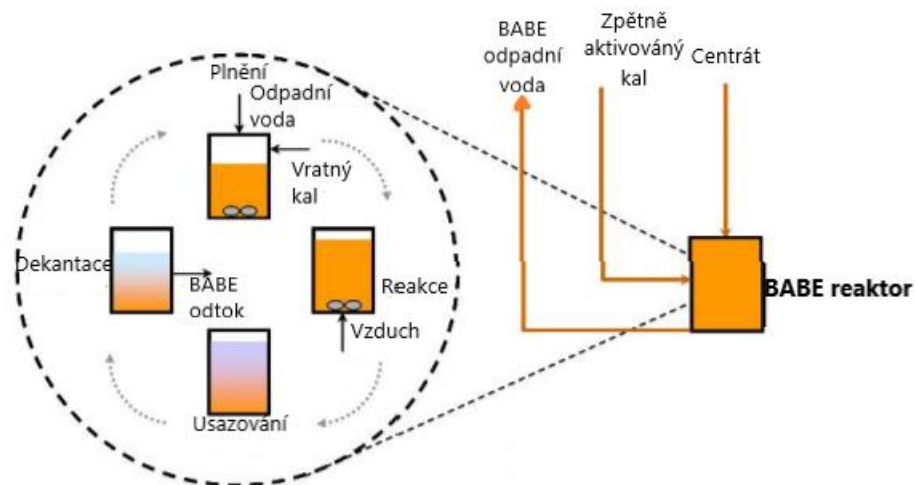 Plnění
Odpadní
voda
Vratný
kal
Reakce
Vzduch
Usazování
Dekantace
BABE
odtok
BABE
odpadní
voda
Zpětně
aktivováný
kal
Centrát
BABE reaktor